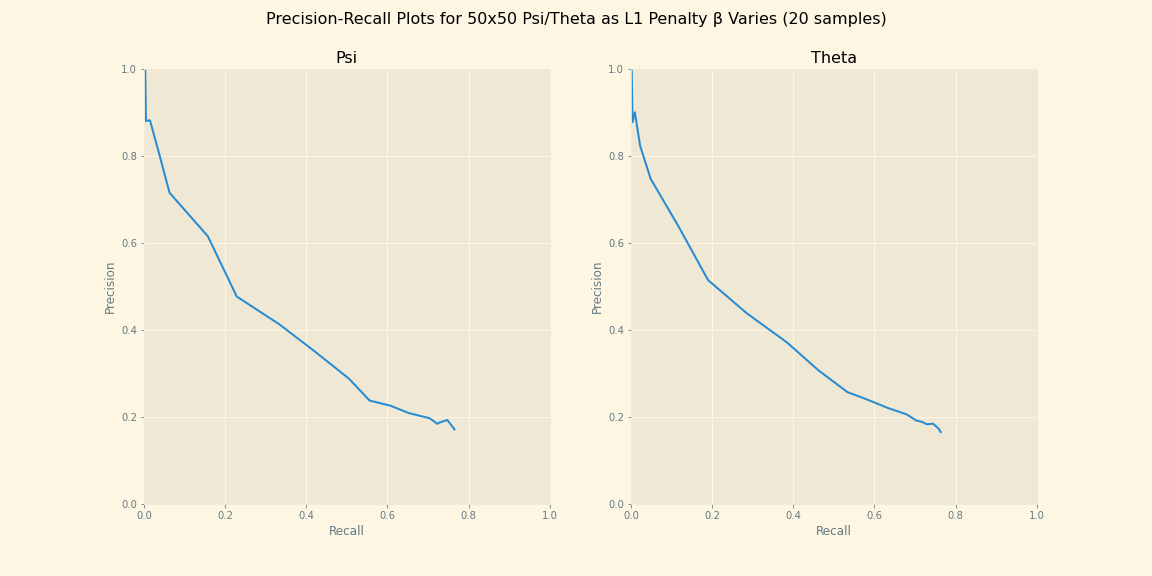 Precision-Recall Plots for 50x50 Psi/Theta as L1 Penalty β Varies (20 samples)
Psi
1.0
0.8
0.6
0.4
0.2
0.0
Precision
0.0 0.2 0.4 0.6 0.8 1.0
Recall
Theta
1.0
0.8
0.6
0.4
0.2
0.0
Precision
0.0 0.2 0.4 0.6 0.8 1.0
Recall